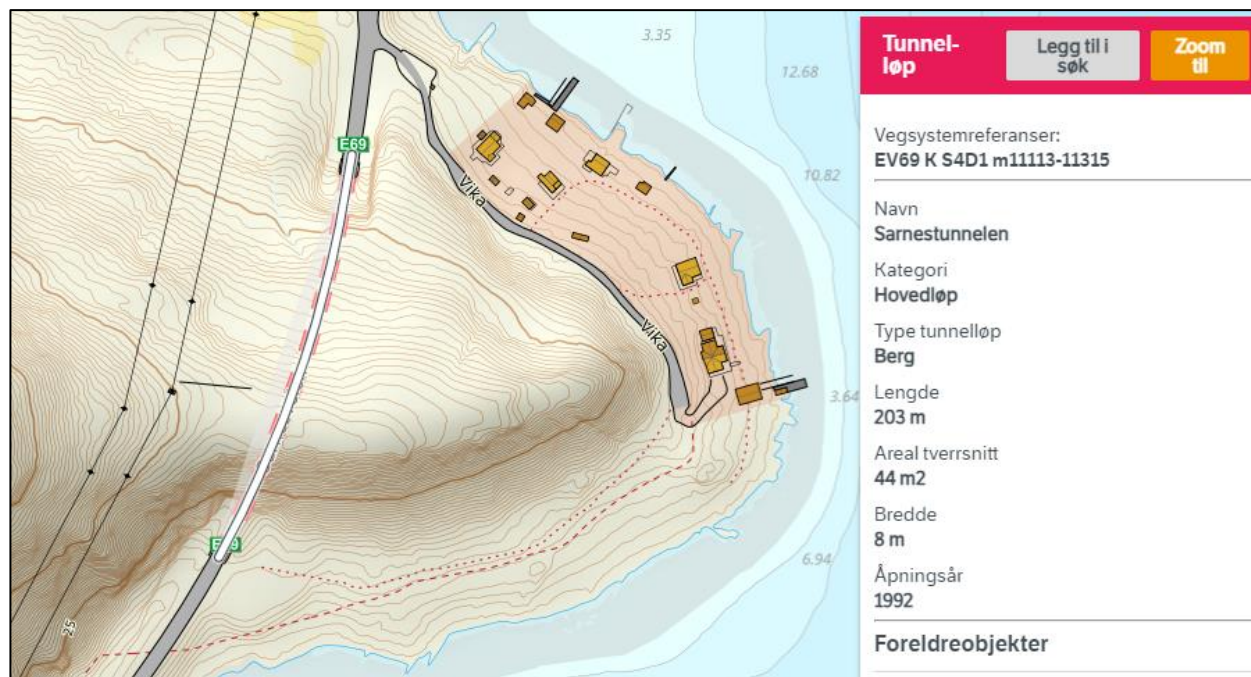 3.35
12.68
10.82
3.64
6.94
E69
Vika
Vika
25
Tunnel-
løp
Legg til i
søk
Zoom
til
Vegsystemreferanser:
EV69 K S4D1 m11113-11315
Navn
Sarnestunnelen
Kategori
Hovedløp
Type tunnelløp
Berg
Lengde
203 m
Areal tverrsnitt
44 m2
Bredde
8 m
Åpningsår
1992
Foreldreobjekter